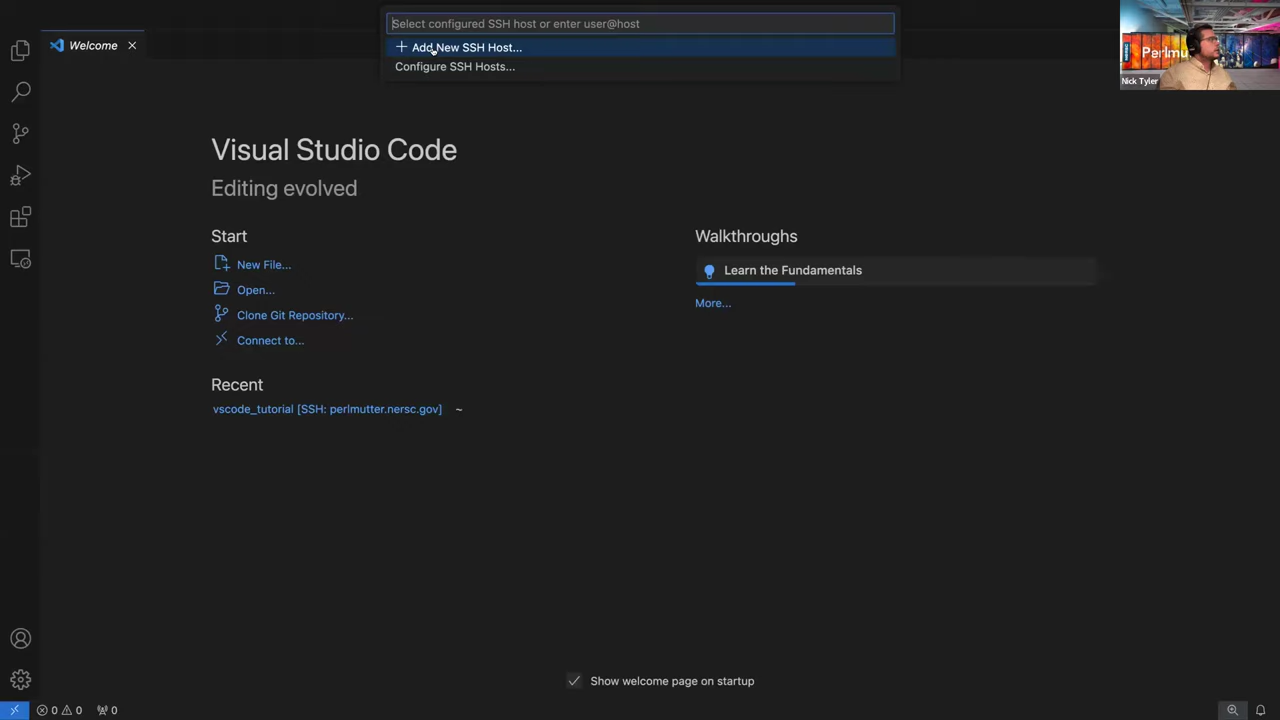 Select configured SSH host or enter user@host
Add New SSH Host...
Configure SSH Hosts...
Welcome
Nick Tyler
Visual Studio Code
Editing evolved
Start
New File...
Open...
Clone Git Repository...
Connect to...
Recent
vscode_tutorial [SSH: perlmutter.nersc.gov] ~
Walkthroughs
Learn the Fundamentals
More...
Show welcome page on startup
0 0 0